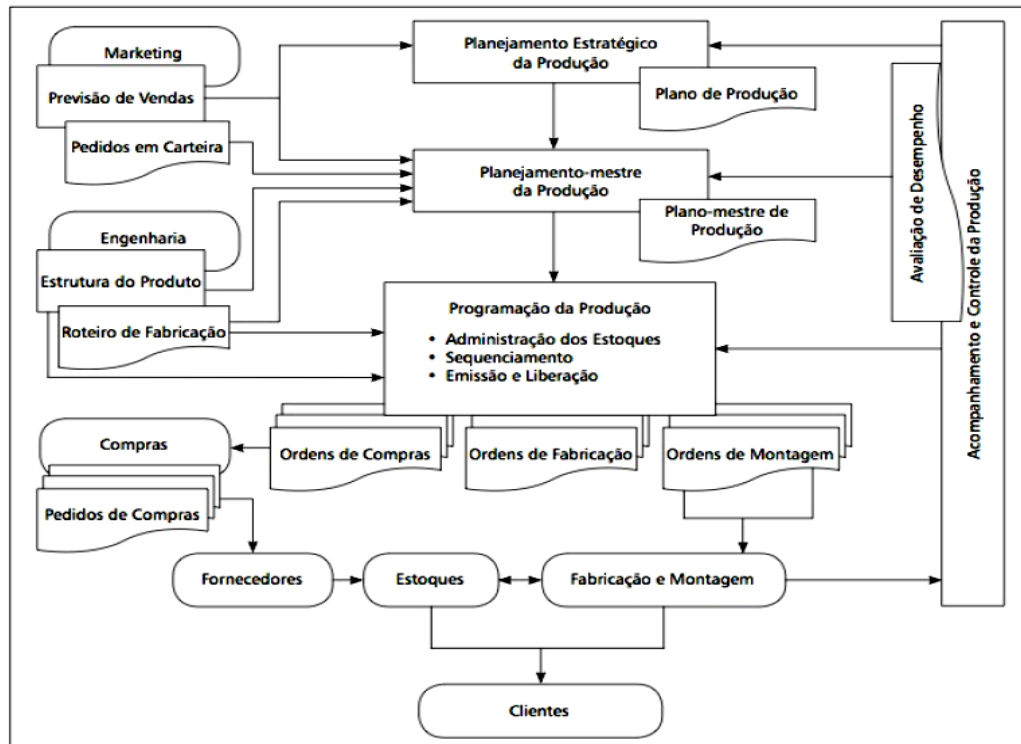 Marketing
Previsão de Vendas
Pedidos em Carteira
Planejamento Estratégico
da Produção
Plano de Produção
Planejamento-mestre
da Produção
Plano-mestre de
Produção
Engenharia
Estrutura do Produto
Roteiro de Fabricação
Programação da Produção
• Administração dos Estoques
• Sequenciamento
• Emissão e Liberação
Avaliação de Desempenho
Acompanhamento e Controle da Produção
Compras
Pedidos de Compras
Ordens de Compras
Ordens de Fabricação
Ordens de Montagem
Fornecedores
Estoques
Fabricação e Montagem
Clientes